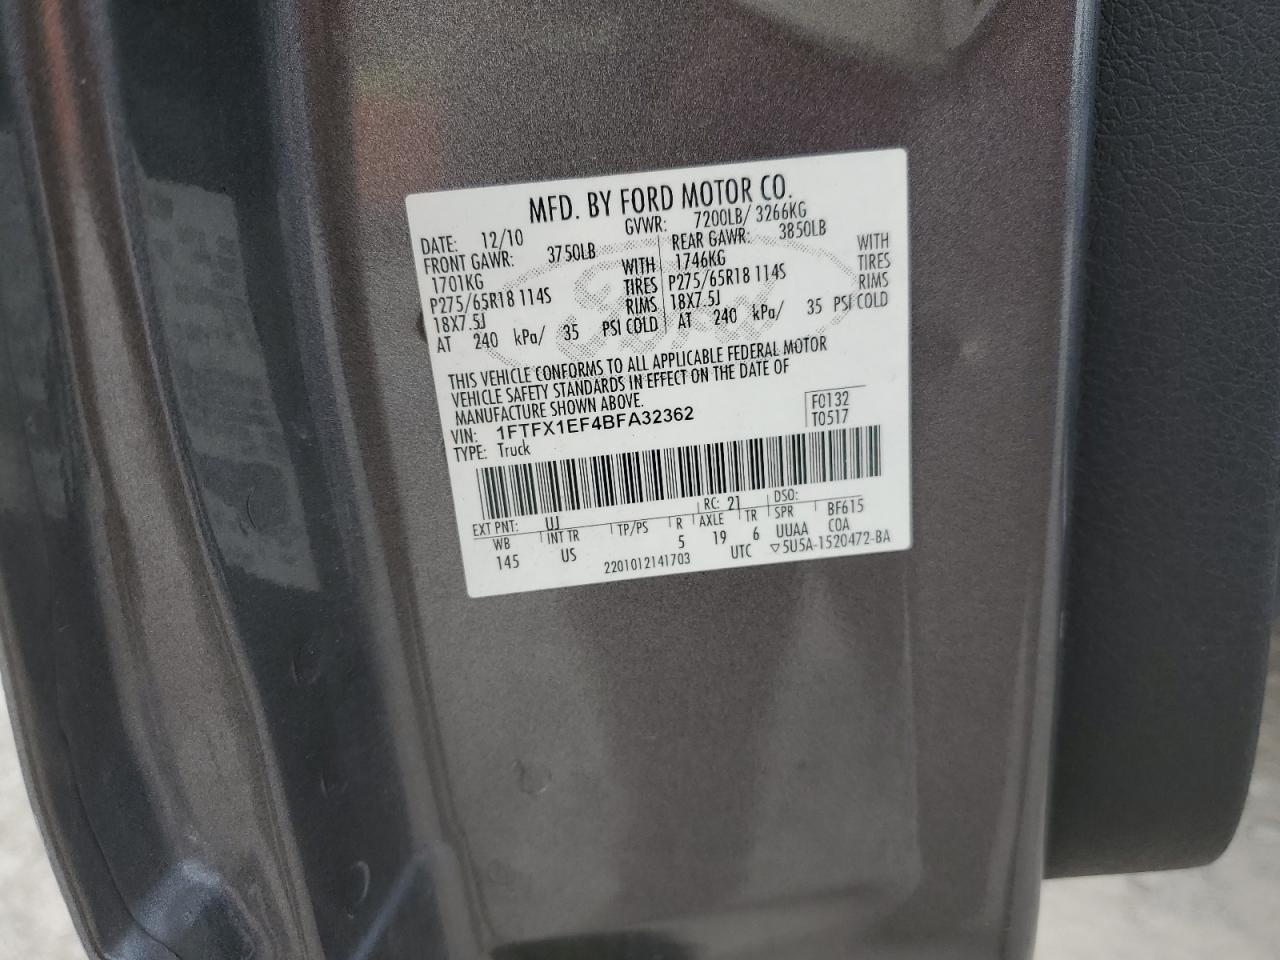 MFD. BY FORD MOTOR CO.
DATE: 12/10 GVWR: 7200LB/ 3266KG
FRONT GAWR: 3750LB REAR GAWR: 3850LB
1701KG WITH 1746KG WITH
P275/65R18 114S TIRES P275/65R18 114S TIRES
18X7.5J RIMS 18X7.5J RIMS
AT 240 kPa/ 35 PSI COLD AT 240 kPa/ 35 PSI COLD
THIS VEHICLE CONFORMS TO ALL APPLICABLE FEDERAL MOTOR
VEHICLE SAFETY STANDARDS IN EFFECT ON THE DATE OF
MANUFACTURE SHOWN ABOVE.
VIN: 1FTFX1EF4BFA32362 F0132
TYPE: Truck T0517
EXT PNT: UJ RC: 21 DSO:
WB INT TR TP/PS R AXLE TR SPR BF615
145 US 5 19 6 UUAA COA
2201012141703 UTC ▽5U5A-1520472-BA
Ford